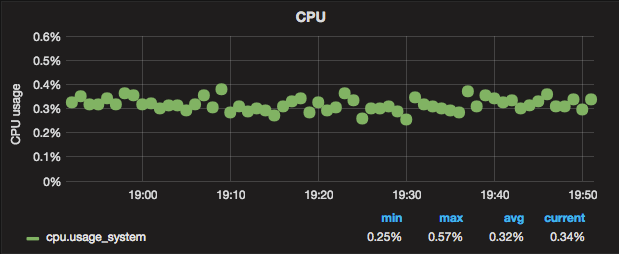 CPU
0.6%
0.5%
0.4%
0.3%
0.2%
0.1%
0%
CPU usage
19:00 19:10 19:20 19:30 19:40 19:50
min max avg current
cpu.usage_system 0.25% 0.57% 0.32% 0.34%